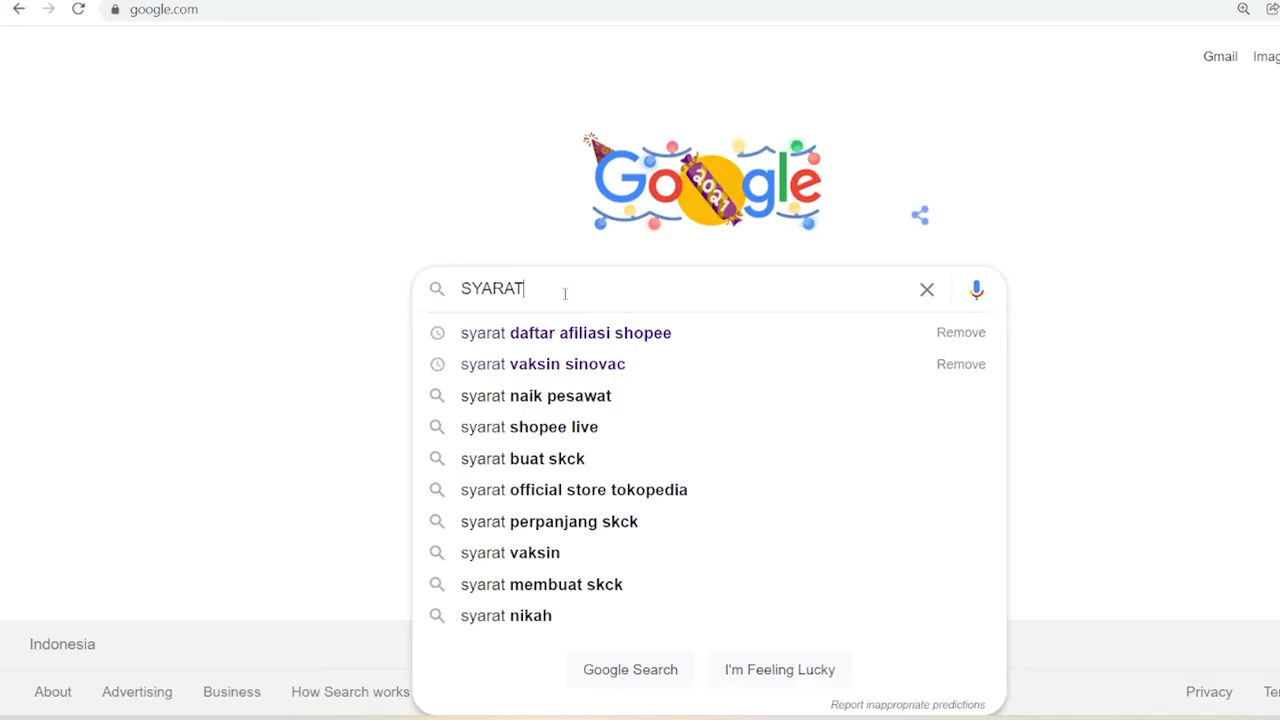 google.com
Gmail Imag
Google
2021
SYARAT
syarat daftar afiliasi shopee Remove
syarat vaksin sinovac Remove
syarat naik pesawat
syarat shopee live
syarat buat skck
syarat official store tokopedia
syarat perpanjang skck
syarat vaksin
syarat membuat skck
syarat nikah
Indonesia
Google Search I'm Feeling Lucky
About Advertising Business How Search works Privacy Te
Report inappropriate predictions